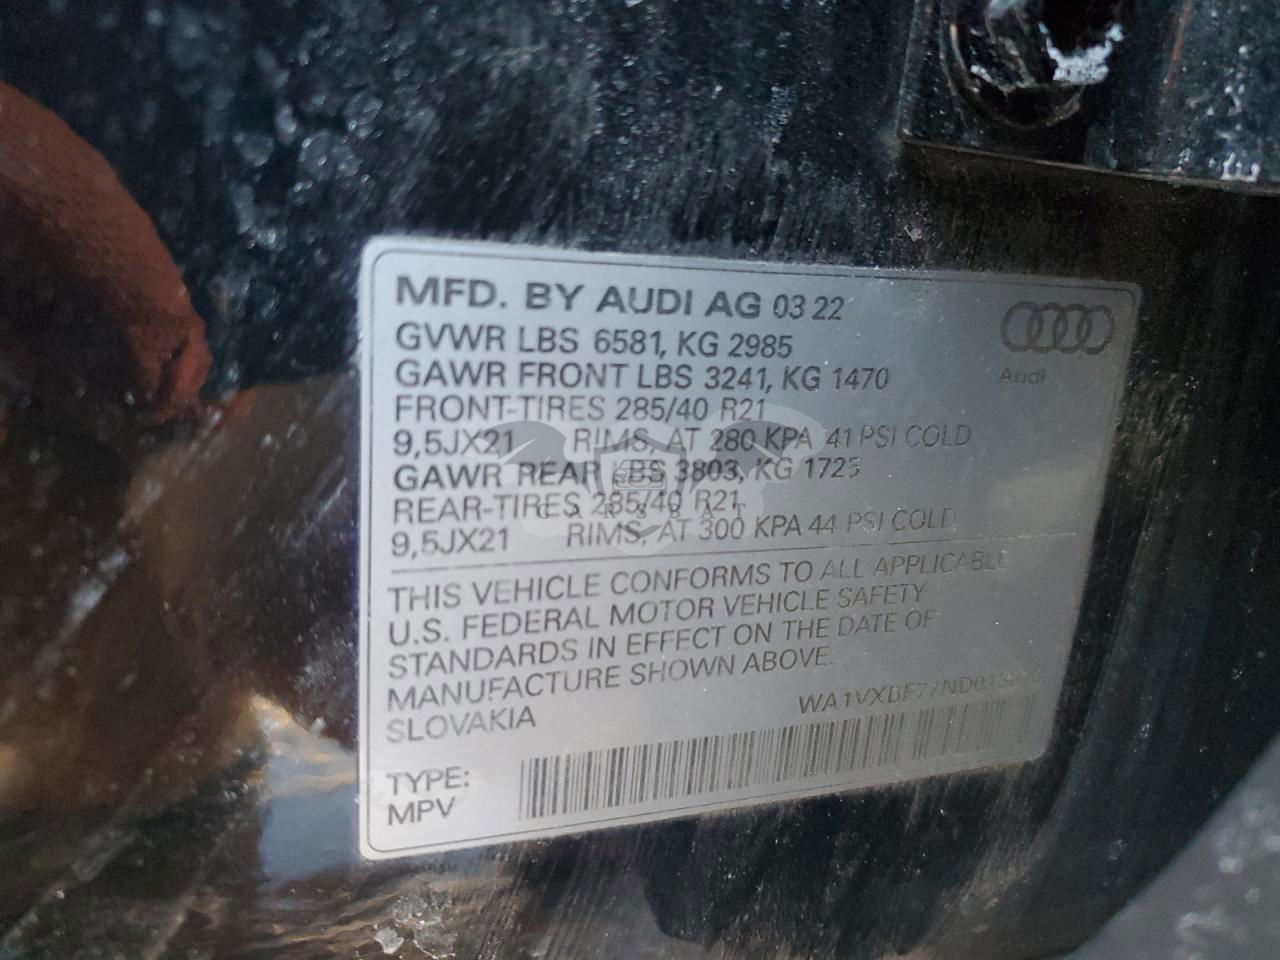 MFD. BY AUDI AG 03 22
GVWR LBS 6581, KG 2985
GAWR FRONT LBS 3241, KG 1470
FRONT-TIRES 285/40 R21
9,5JX21 RIMS, AT 280 KPA 41 PSI COLD
GAWR REAR LBS 3803, KG 1725
REAR-TIRES 285/40 R21
9,5JX21 RIMS, AT 300 KPA 44 PSI COLD
Audi
THIS VEHICLE CONFORMS TO ALL APPLICABLE
U.S. FEDERAL MOTOR VEHICLE SAFETY
STANDARDS IN EFFECT ON THE DATE OF
MANUFACTURE SHOWN ABOVE.
SLOVAKIA
TYPE:
MPV
CARSBAT